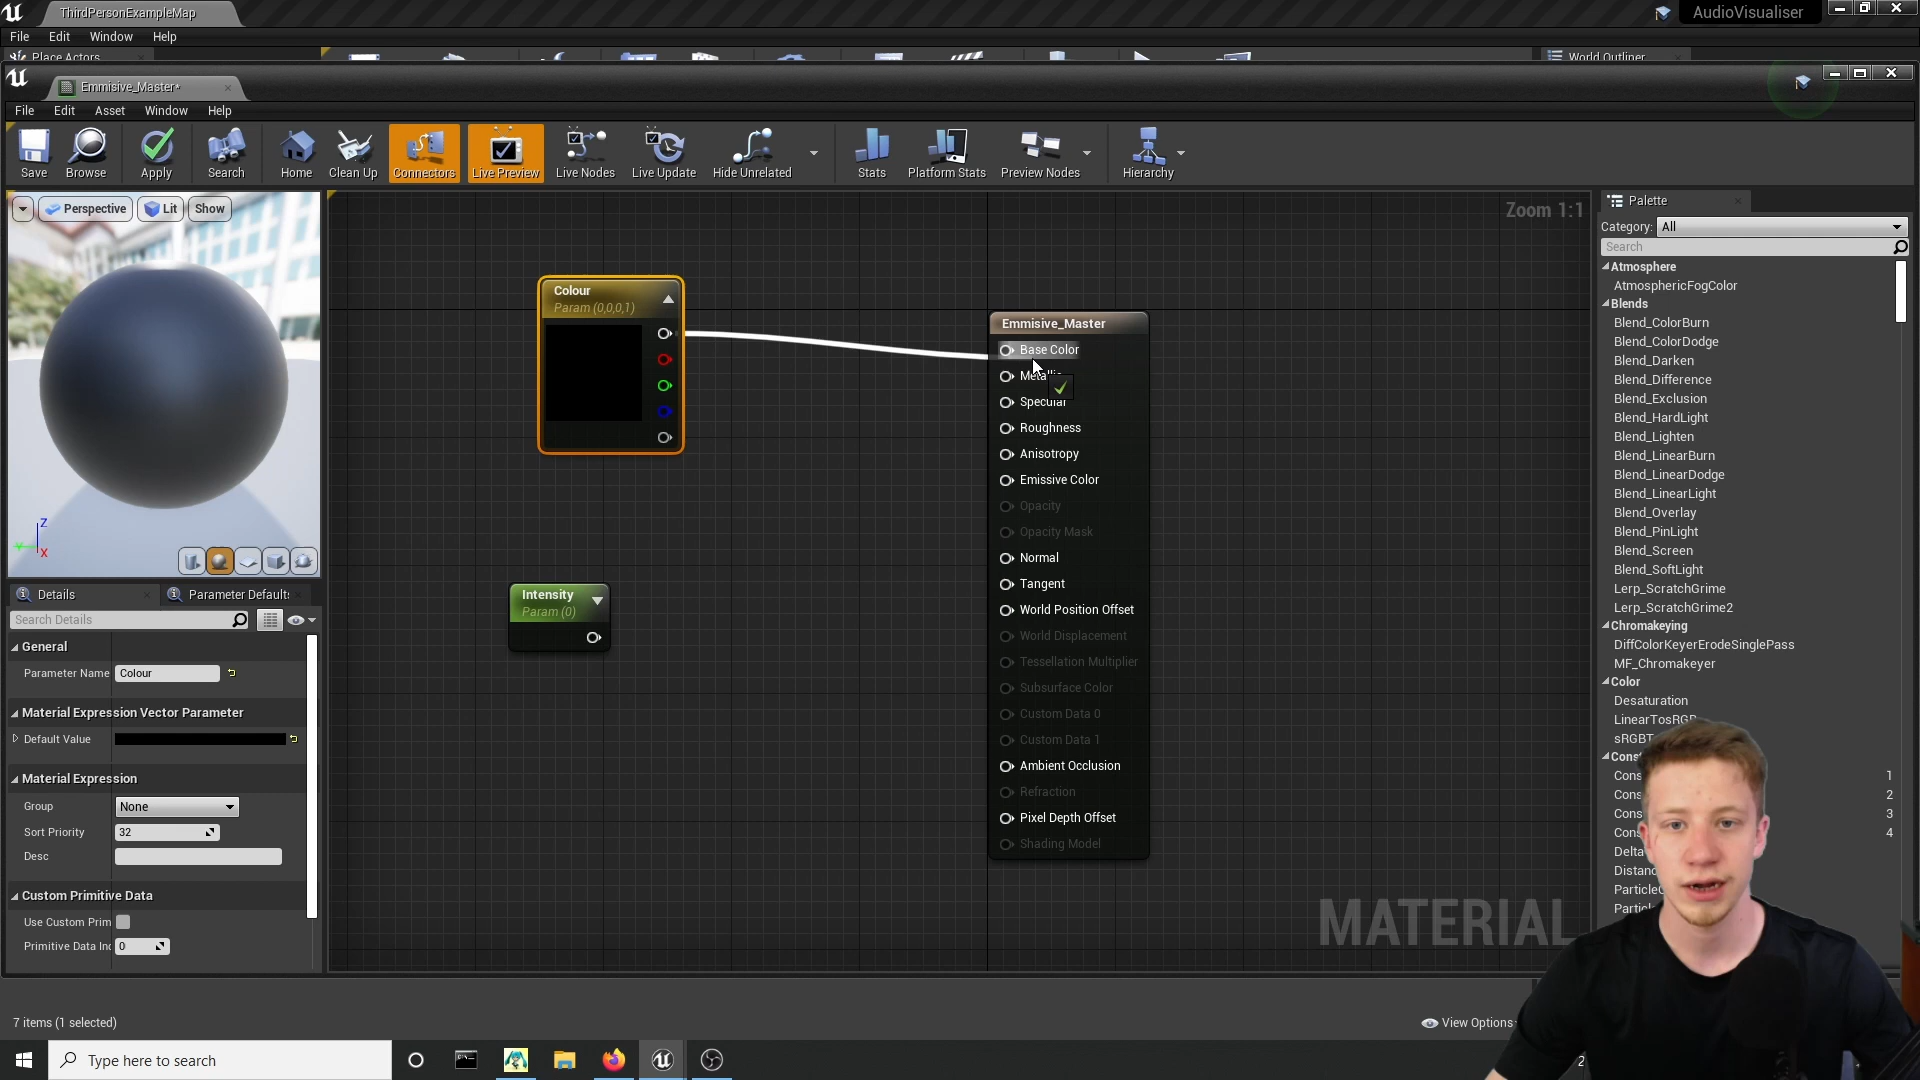 ThirdPersonExampleMap
AudioVisualiser
File Edit Window Help
Place Actors
World Outliner
Emmisive_Master*
File Edit Asset Window Help
Save
Browse
Apply
Search
Home
Clean Up
Connectors
Live Preview
Live Nodes
Live Update
Hide Unrelated
Stats
Platform Stats
Preview Nodes
Hierarchy
Perspective
Lit
Show
Z
X
Zoom 1:1
Colour
Param (0,0,0,1)
Intensity
Param (0)
Emmisive_Master
Base Color
Metallic
Specular
Roughness
Anisotropy
Emissive Color
Opacity
Opacity Mask
Normal
Tangent
World Position Offset
World Displacement
Tessellation Multiplier
Subsurface Color
Custom Data 0
Custom Data 1
Ambient Occlusion
Refraction
Pixel Depth Offset
Shading Model
MATERIAL
Details
Parameter Defaults
Search Details
General
Parameter Name Colour
Material Expression Vector Parameter
Default Value
Material Expression
Group None
Sort Priority 32
Desc
Custom Primitive Data
Use Custom Prim
Primitive Data Inc 0
Palette
Category: All
Search
Atmosphere
AtmosphericFogColor
Blends
Blend_ColorBurn
Blend_ColorDodge
Blend_Darken
Blend_Difference
Blend_Exclusion
Blend_HardLight
Blend_Lighten
Blend_LinearBurn
Blend_LinearDodge
Blend_LinearLight
Blend_Overlay
Blend_PinLight
Blend_Screen
Blend_SoftLight
Lerp_ScratchGrime
Lerp_ScratchGrime2
Chromakeying
DiffColorKeyerErodeSinglePass
MF_Chromakeyer
Color
Desaturation
LinearTosRGB
sRGBT
Cons
Cons 1
Cons 2
Cons 3
Cons 4
Delta
Distanc
Particle
Partic
7 items (1 selected)
View Options
Type here to search
2